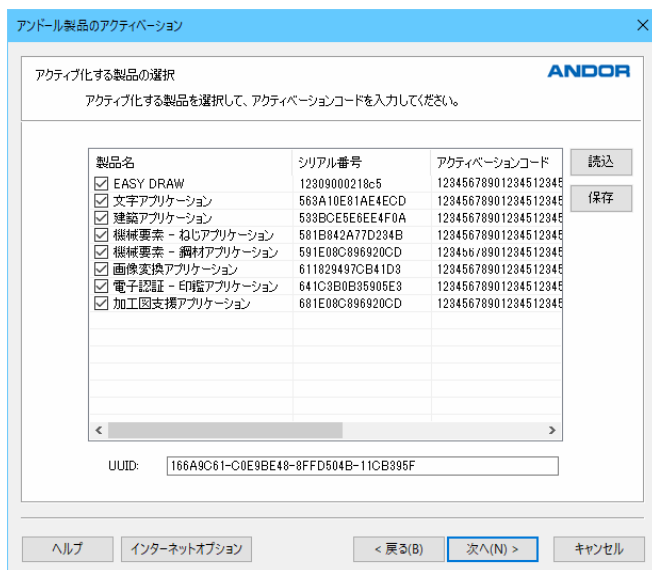 アンドール製品のアクティベーション
アクティブ化する製品の選択
ANDOR
アクティブ化する製品を選択して、アクティベーションコードを入力してください。
製品名 シリアル番号 アクティベーションコード
読込
EASY DRAW 12309000218c5 12345678901234512345
保存
文字アプリケーション 563A10E81AE4ECD 12345678901234512345
建築アプリケーション 533BCE5E6EE4F0A 12345678901234512345
機械要素 - ねじアプリケーション 581B842A77D234B 12345678901234512345
機械要素 - 鋼材アプリケーション 591E08C896920CD 12345678901234512345
画像変換アプリケーション 611829497CB41D3 12345678901234512345
電子認証 - 印鑑アプリケーション 641C3B0B35905E3 12345678901234512345
加工図支援アプリケーション 681E08C896920CD 12345678901234512345
UUID: 166A9C61-C0E9BE48-8FFD504B-11CB395F
ヘルプ インターネットオプション < 戻る(B) 次へ(N) > キャンセル